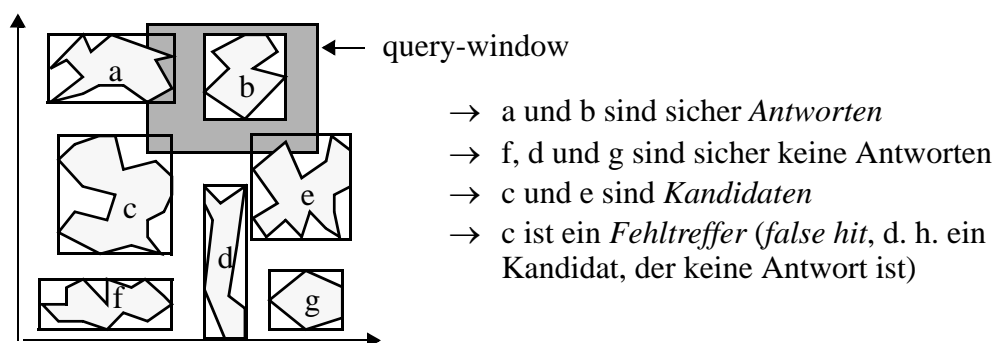 query-window
a
b
→ a und b sind sicher Antworten
→ f, d und g sind sicher keine Antworten
→ c und e sind Kandidaten
→ c ist ein Fehltreffer (false hit, d. h. ein
Kandidat, der keine Antwort ist)
c
e
d
f
g